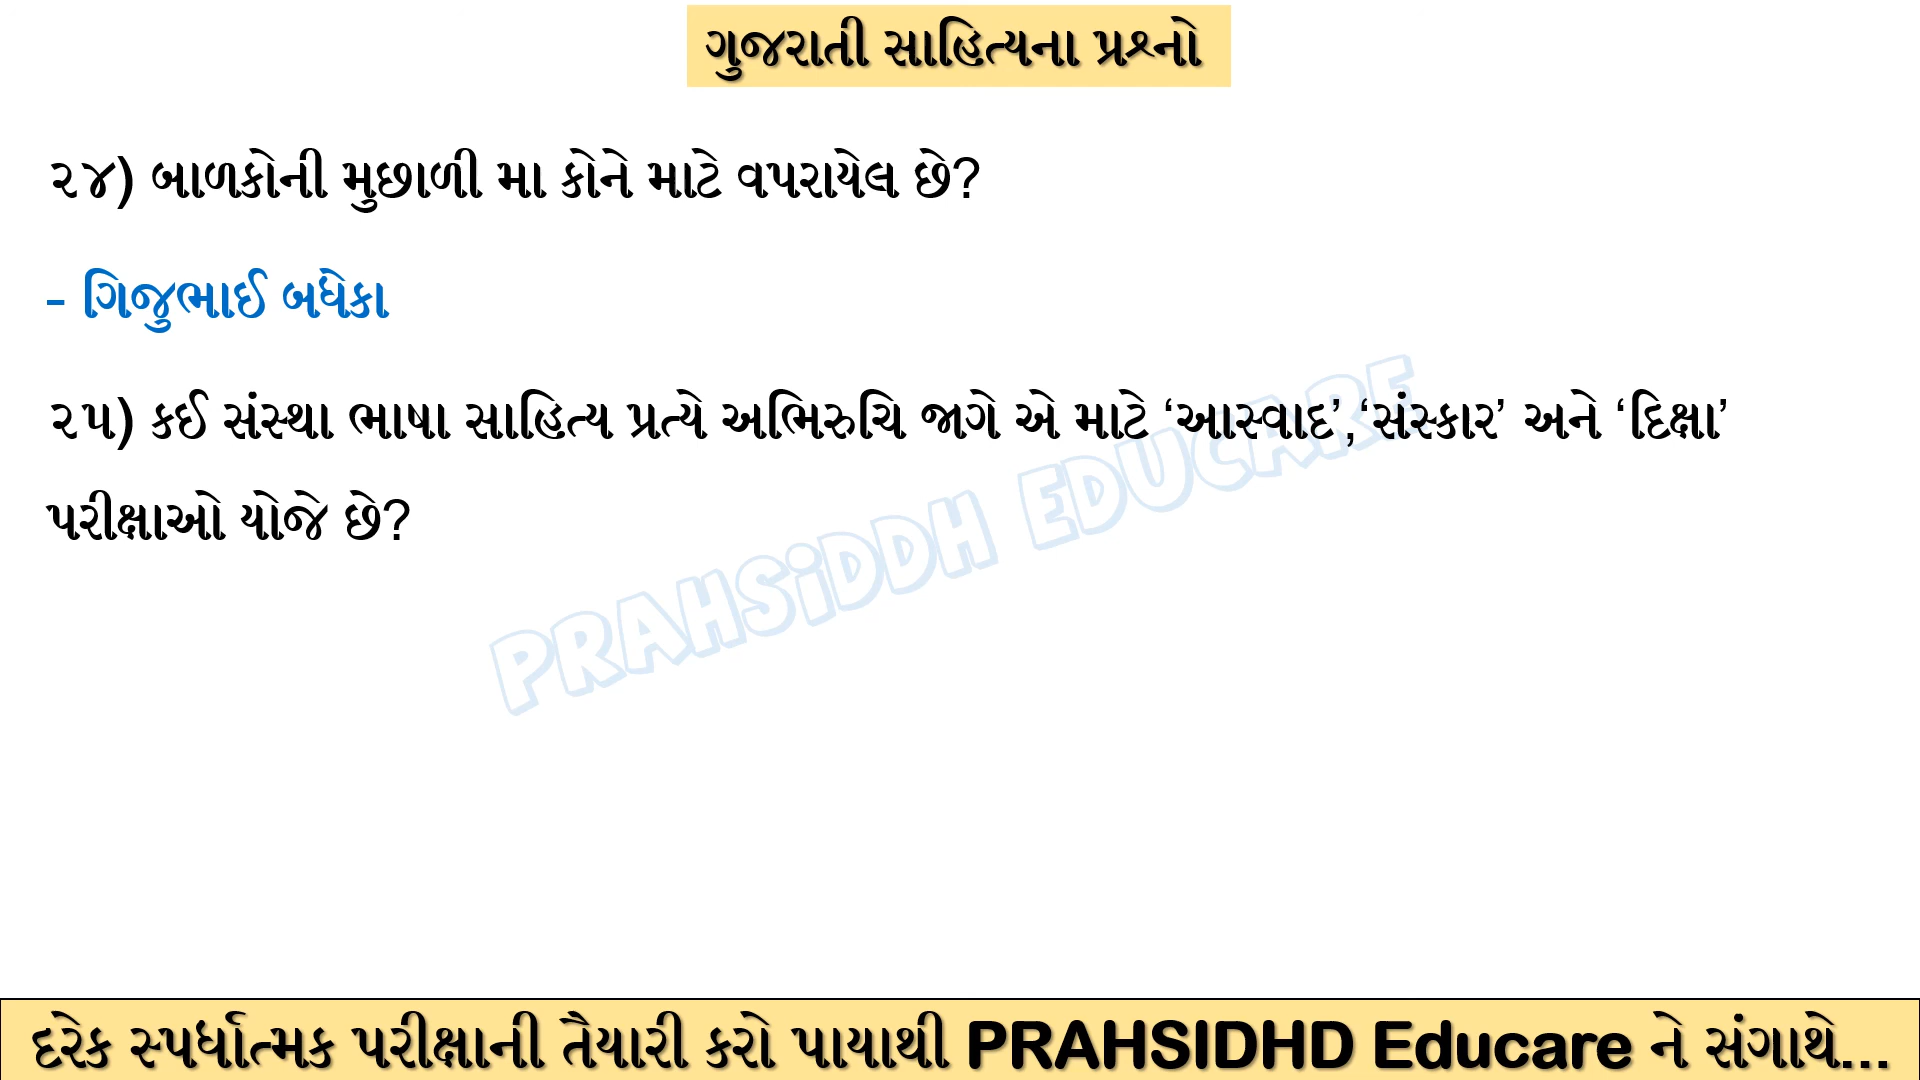 ગુજરાતી સાહિત્યના પ્રશ્નો
૨૪) બાળકોની મુછાળી મા કોને માટે વપરાયેલ છે?
- ગિજુભાઈ બધેકા
૨૫) કઈ સંસ્થા ભાષા સાહિત્ય પ્રત્યે અભિરુચિ જાગે એ માટે ‘આસ્વાદ’,‘સંસ્કાર’ અને ‘દિક્ષા’
પરીક્ષાઓ યોજે છે?
PRAHSiDDH EDUCARE
દરેક સ્પર્ધાત્મક પરીક્ષાની તૈયારી કરો પાયાથી PRAHSIDHD Educare ને સંગાથે...